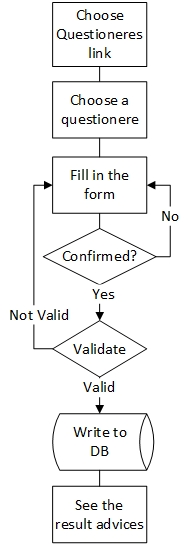 Choose
Questioneres
link
Choose a
questionere
Fill in the
form
No
Confirmed?
Yes
Not Valid
Validate
Valid
Write to
DB
See the
result advices